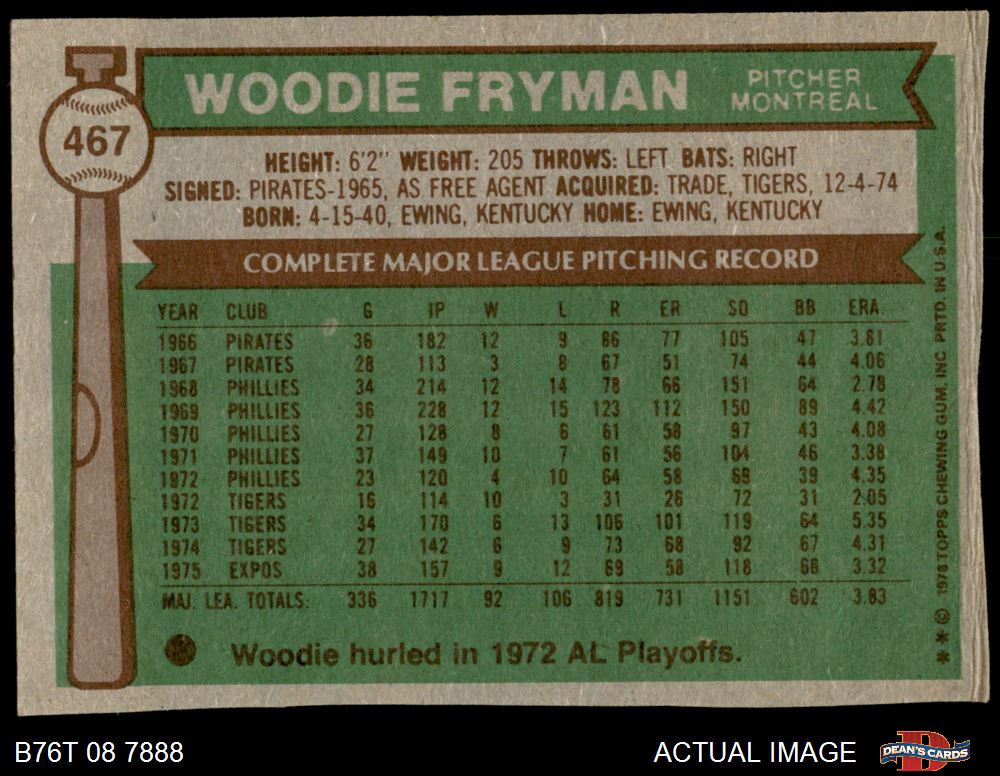 WOODIE FRYMAN
PITCHER
MONTREAL
467
HEIGHT: 6'2" WEIGHT: 205 THROWS: LEFT BATS: RIGHT
SIGNED: PIRATES-1965, AS FREE AGENT ACQUIRED: TRADE, TIGERS, 12-4-74
BORN: 4-15-40, EWING, KENTUCKY HOME: EWING, KENTUCKY
COMPLETE MAJOR LEAGUE PITCHING RECORD
YEAR CLUB G IP W L R ER SO BB ERA
1966 PIRATES 36 182 12 9 86 77 105 47 3.81
1967 PIRATES 28 113 3 8 67 51 74 44 4.06
1968 PHILLIES 34 214 12 14 78 66 151 64 2.78
1969 PHILLIES 36 228 12 15 123 112 150 89 4.42
1970 PHILLIES 27 128 8 6 61 58 97 43 4.08
1971 PHILLIES 37 149 10 7 61 56 104 46 3.38
1972 PHILLIES 23 120 4 10 64 58 69 39 4.35
1972 TIGERS 16 114 10 3 31 26 72 31 2.05
1973 TIGERS 34 170 6 13 106 101 119 64 5.35
1974 TIGERS 27 142 6 9 73 68 92 67 4.31
1975 EXPOS 38 157 9 12 69 58 118 68 3.32
MAJ. LEA. TOTALS: 336 1717 92 106 819 731 1151 602 3.83
Woodie hurled in 1972 AL Playoffs.
** © 1976 TOPPS CHEWING GUM, INC PRTD. IN U.S.A.
B76T 08 7888
ACTUAL IMAGE
D
DEAN'S CARDS